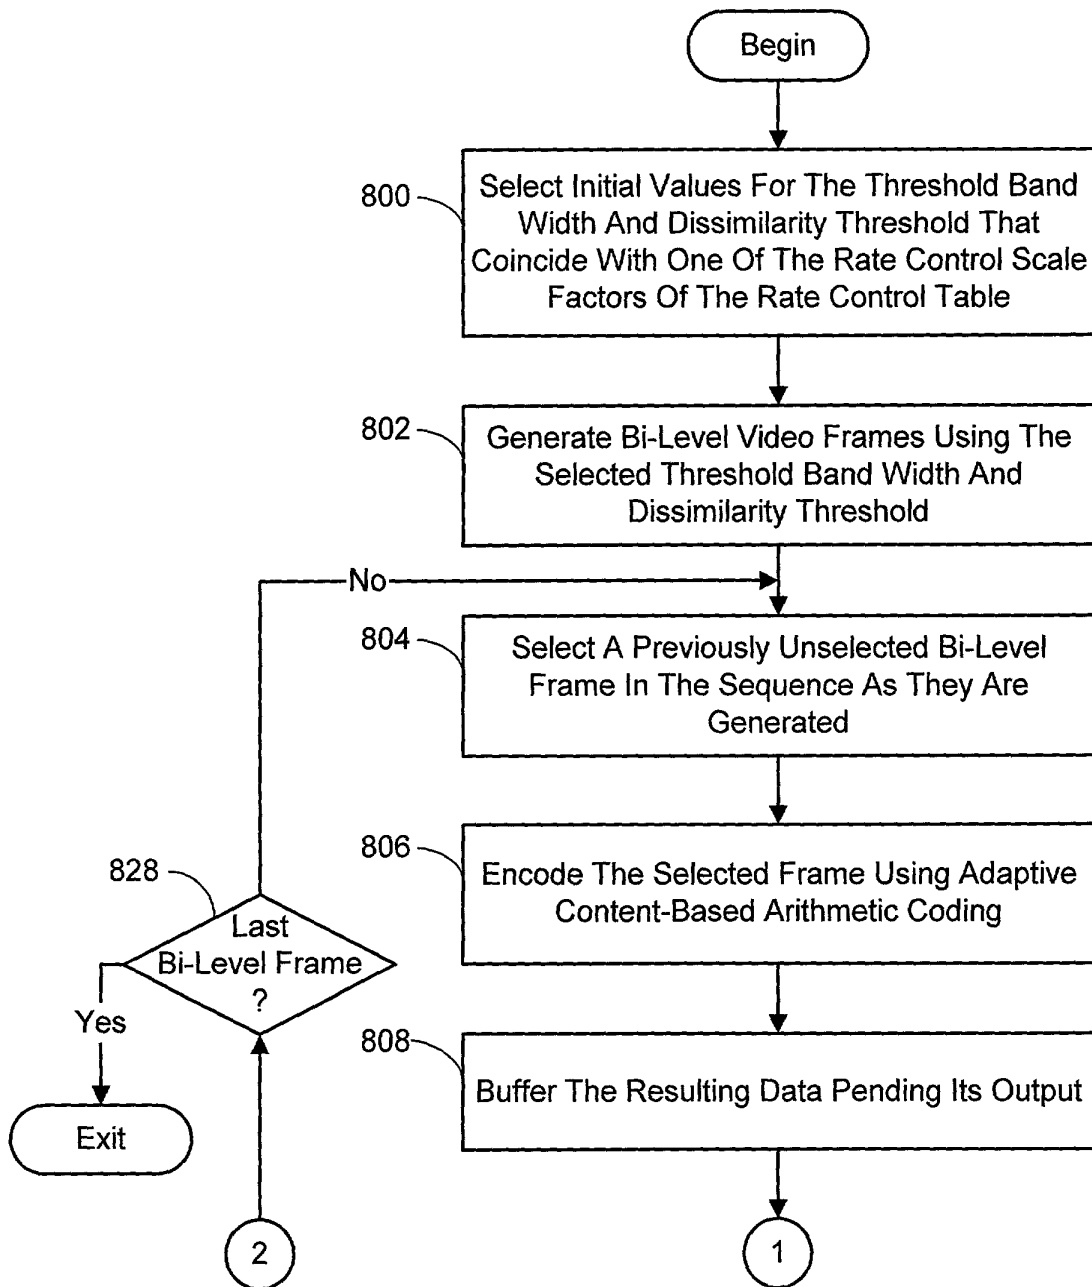 Begin
800
Select Initial Values For The Threshold Band
Width And Dissimilarity Threshold That
Coincide With One Of The Rate Control Scale
Factors Of The Rate Control Table
802
Generate Bi-Level Video Frames Using The
Selected Threshold Band Width And
Dissimilarity Threshold
No
804
Select A Previously Unselected Bi-Level
Frame In The Sequence As They Are
Generated
806
Encode The Selected Frame Using Adaptive
Content-Based Arithmetic Coding
828
Last
Bi-Level Frame
?
Yes
Exit
808
Buffer The Resulting Data Pending Its Output
2
1